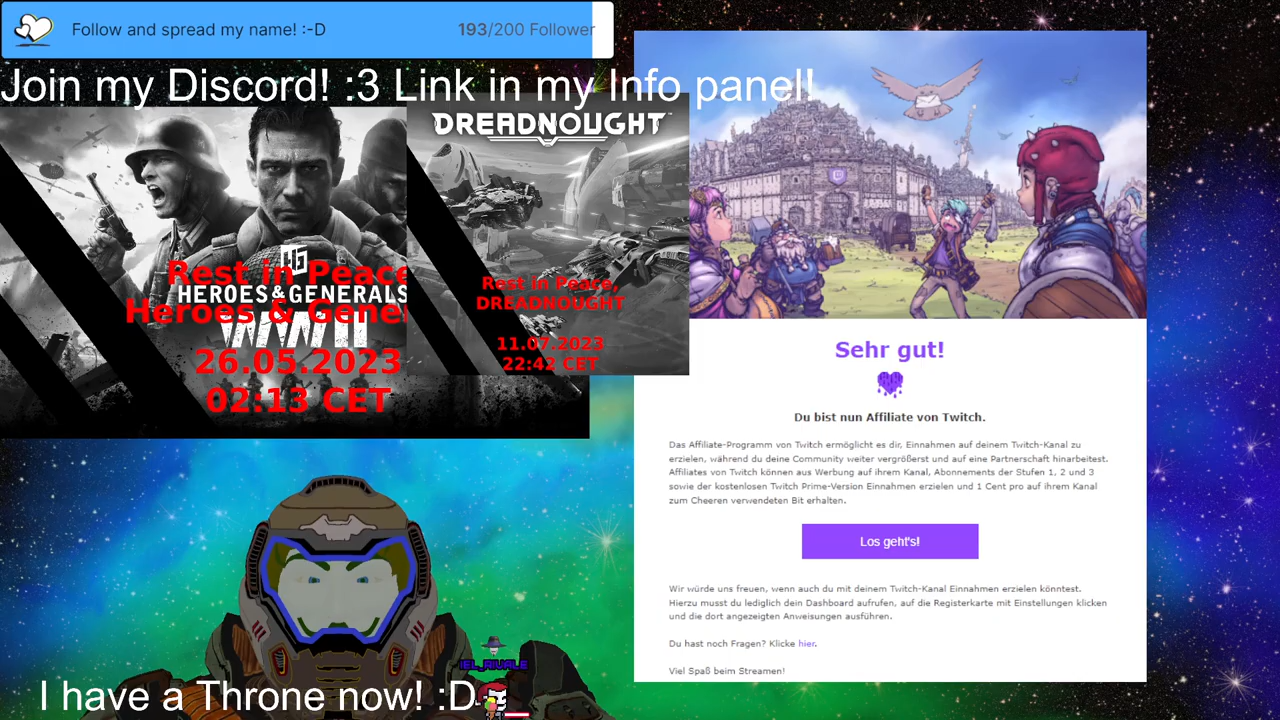 Follow and spread my name! :-D
193/200 Follower
Join my Discord! :3 Link in my Info panel!
DREADNOUGHT
Rest in Peace,
DREADNOUGHT
11.07.2023
22:42 CET
Rest in Peace
HEROES & GENERALS
Heroes & Gener
WWII
26.05.2023
02:13 CET
Sehr gut!
Du bist nun Affiliate von Twitch.
Das Affiliate-Programm von Twitch ermöglicht es dir, Einnahmen auf deinem Twitch-Kanal zu
erzielen, während du deine Community weiter vergrößerst und auf eine Partnerschaft hinarbeitest.
Affiliates von Twitch können aus Werbung auf ihrem Kanal, Abonnements der Stufen 1, 2 und 3
sowie der kostenlosen Twitch Prime-Version Einnahmen erzielen und 1 Cent pro auf ihrem Kanal
zum Cheeren verwendeten Bit erhalten.
Los geht's!
Wir würde uns freuen, wenn auch du mit deinem Twitch-Kanal Einnahmen erzielen könntest.
Hierzu musst du lediglich dein Dashboard aufrufen, auf die Registerkarte mit Einstellungen klicken
und die dort angezeigten Anweisungen ausführen.
Du hast noch Fragen? Klicke hier.
Viel Spaß beim Streamen!
IEL_RIVALE
I have a Throne now! :D